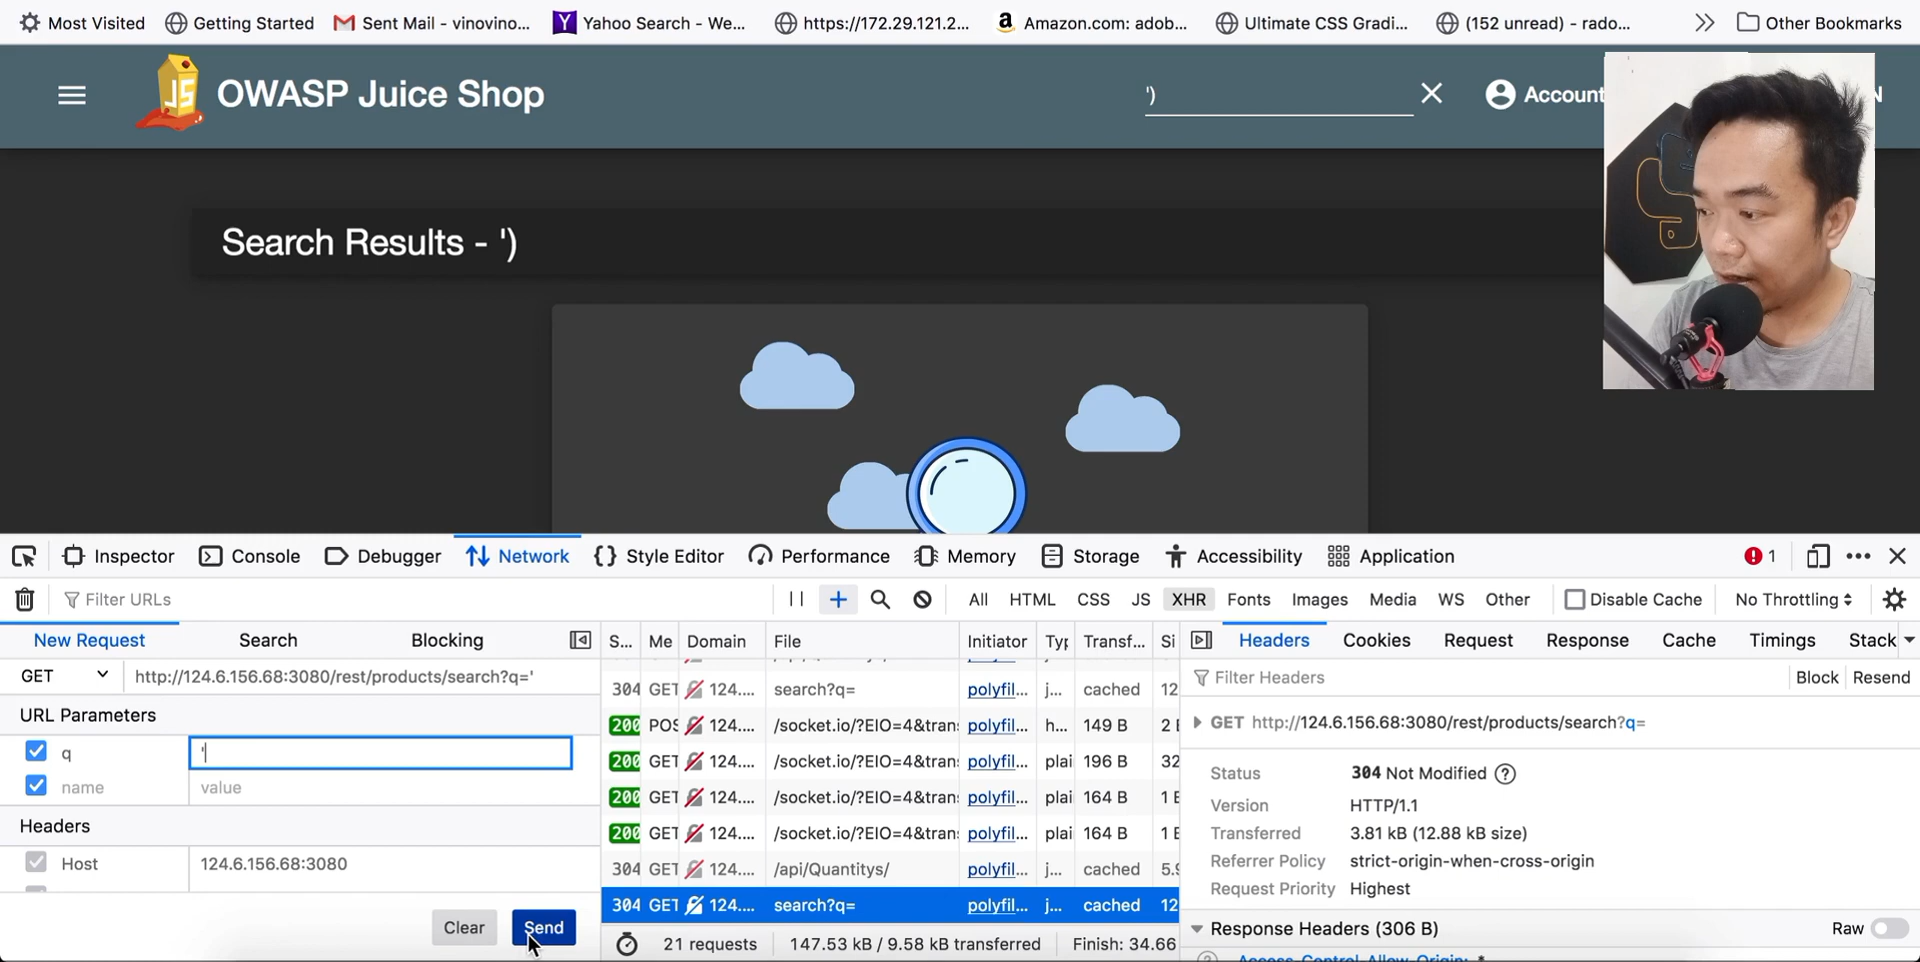 Most Visited Getting Started Sent Mail - vinovino... Yahoo Search - We... https://172.29.121.2... Amazon.com: adob... Ultimate CSS Gradi... (152 unread) - rado... Other Bookmarks
JS OWASP Juice Shop ') Account N
Search Results - ')
Inspector Console Debugger Network Style Editor Performance Memory Storage Accessibility Application 1
Filter URLs All HTML CSS JS XHR Fonts Images Media WS Other Disable Cache No Throttling
New Request Search Blocking S... Me Domain File Initiator Typ Transf... Si Headers Cookies Request Response Cache Timings Stack
GET http://124.6.156.68:3080/rest/products/search?q=' Filter Headers Block Resend
304 GET 124.... search?q= polyfil... j... cached 12
URL Parameters
GET http://124.6.156.68:3080/rest/products/search?q=
200 POS 124.... /socket.io/?EIO=4&tran: polyfil... h... 149 B 2 E
q '
200 GET 124.... /socket.io/?EIO=4&tran: polyfil... plai 196 B 32
Status 304 Not Modified
name value
200 GET 124.... /socket.io/?EIO=4&tran: polyfil... plai 164 B 1 E
Version HTTP/1.1
Headers
200 GET 124.... /socket.io/?EIO=4&tran: polyfil... plai 164 B 1 E
Transferred 3.81 kB (12.88 kB size)
Host 124.6.156.68:3080
304 GET 124.... /api/Quantitys/ polyfil... j... cached 5.9
Referrer Policy strict-origin-when-cross-origin
Request Priority Highest
304 GET 124.... search?q= polyfil... j... cached 12
Clear Send
Response Headers (306 B) Raw
21 requests 147.53 kB / 9.58 kB transferred Finish: 34.66
Access-Control-Allow-Origin: *